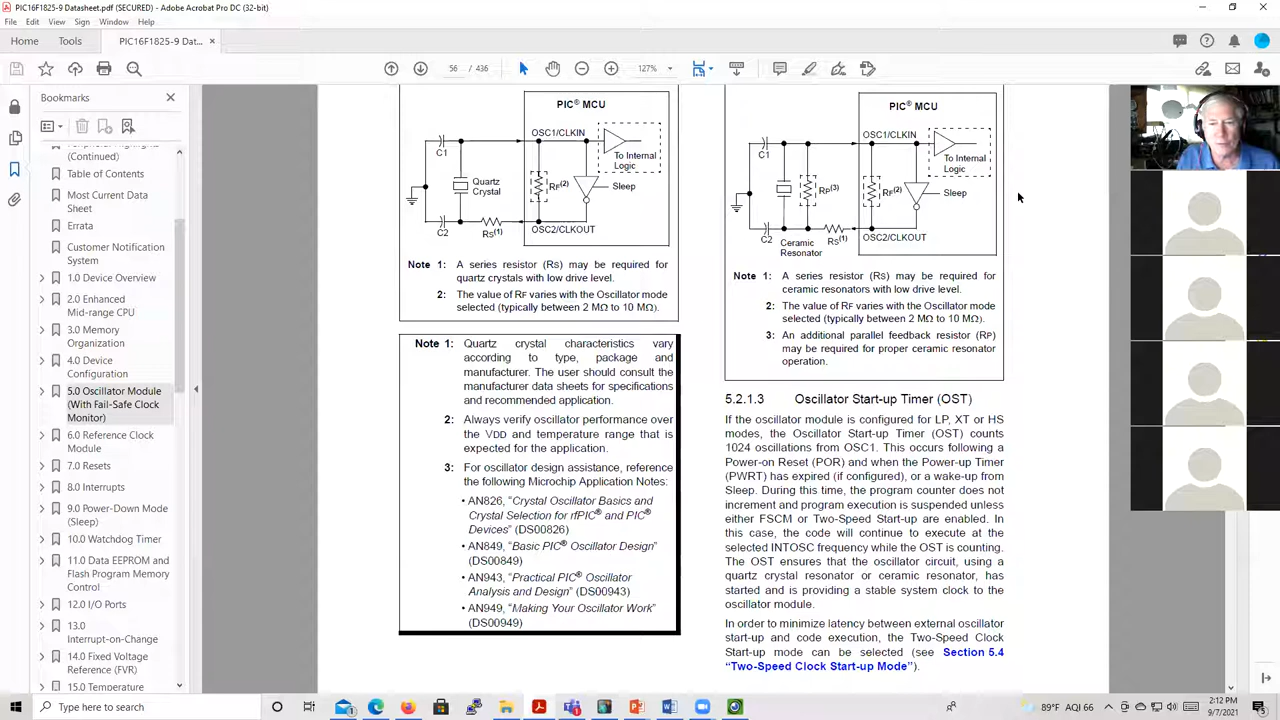 PIC16F1825-9 Datasheet.pdf (SECURED) - Adobe Acrobat Pro DC (32-bit)
File Edit View Sign Window Help
Home Tools PIC16F1825-9 Dat... ×
56 / 436 127%
Bookmarks
(Continued)
Table of Contents
Most Current Data
Sheet
Errata
Customer Notification
System
1.0 Device Overview
2.0 Enhanced
Mid-range CPU
3.0 Memory
Organization
4.0 Device
Configuration
5.0 Oscillator Module
(With Fail-Safe Clock
Monitor)
6.0 Reference Clock
Module
7.0 Resets
8.0 Interrupts
9.0 Power-Down Mode
(Sleep)
10.0 Watchdog Timer
11.0 Data EEPROM and
Flash Program Memory
Control
12.0 I/O Ports
13.0
Interrupt-on-Change
14.0 Fixed Voltage
Reference (FVR)
15.0 Temperature
PIC® MCU
OSC1/CLKIN
C1
To Internal
Logic
Quartz
Crystal
RF(2)
Sleep
C2
RS(1)
OSC2/CLKOUT
Note 1: A series resistor (RS) may be required for
quartz crystals with low drive level.
2: The value of RF varies with the Oscillator mode
selected (typically between 2 MΩ to 10 MΩ).
Note 1: Quartz crystal characteristics vary
according to type, package and
manufacturer. The user should consult the
manufacturer data sheets for specifications
and recommended application.
2: Always verify oscillator performance over
the VDD and temperature range that is
expected for the application.
3: For oscillator design assistance, reference
the following Microchip Application Notes:
• AN826, “Crystal Oscillator Basics and
Crystal Selection for rfPIC® and PIC®
Devices” (DS00826)
• AN849, “Basic PIC® Oscillator Design”
(DS00849)
• AN943, “Practical PIC® Oscillator
Analysis and Design” (DS00943)
• AN949, “Making Your Oscillator Work”
(DS00949)
PIC® MCU
OSC1/CLKIN
C1
To Internal
Logic
RP(3)
RF(2)
Sleep
C2
Ceramic
Resonator
RS(1)
OSC2/CLKOUT
Note 1: A series resistor (RS) may be required for
ceramic resonators with low drive level.
2: The value of RF varies with the Oscillator mode
selected (typically between 2 MΩ to 10 MΩ).
3: An additional parallel feedback resistor (RP)
may be required for proper ceramic resonator
operation.
5.2.1.3 Oscillator Start-up Timer (OST)
If the oscillator module is configured for LP, XT or HS
modes, the Oscillator Start-up Timer (OST) counts
1024 oscillations from OSC1. This occurs following a
Power-on Reset (POR) and when the Power-up Timer
(PWRT) has expired (if configured), or a wake-up from
Sleep. During this time, the program counter does not
increment and program execution is suspended unless
either FSCM or Two-Speed Start-up are enabled. In
this case, the code will continue to execute at the
selected INTOSC frequency while the OST is counting.
The OST ensures that the oscillator circuit, using a
quartz crystal resonator or ceramic resonator, has
started and is providing a stable system clock to the
oscillator module.
In order to minimize latency between external oscillator
start-up and code execution, the Two-Speed Clock
Start-up mode can be selected (see Section 5.4
“Two-Speed Clock Start-up Mode”).
Type here to search
89°F AQI 66
2:12 PM
9/7/2021